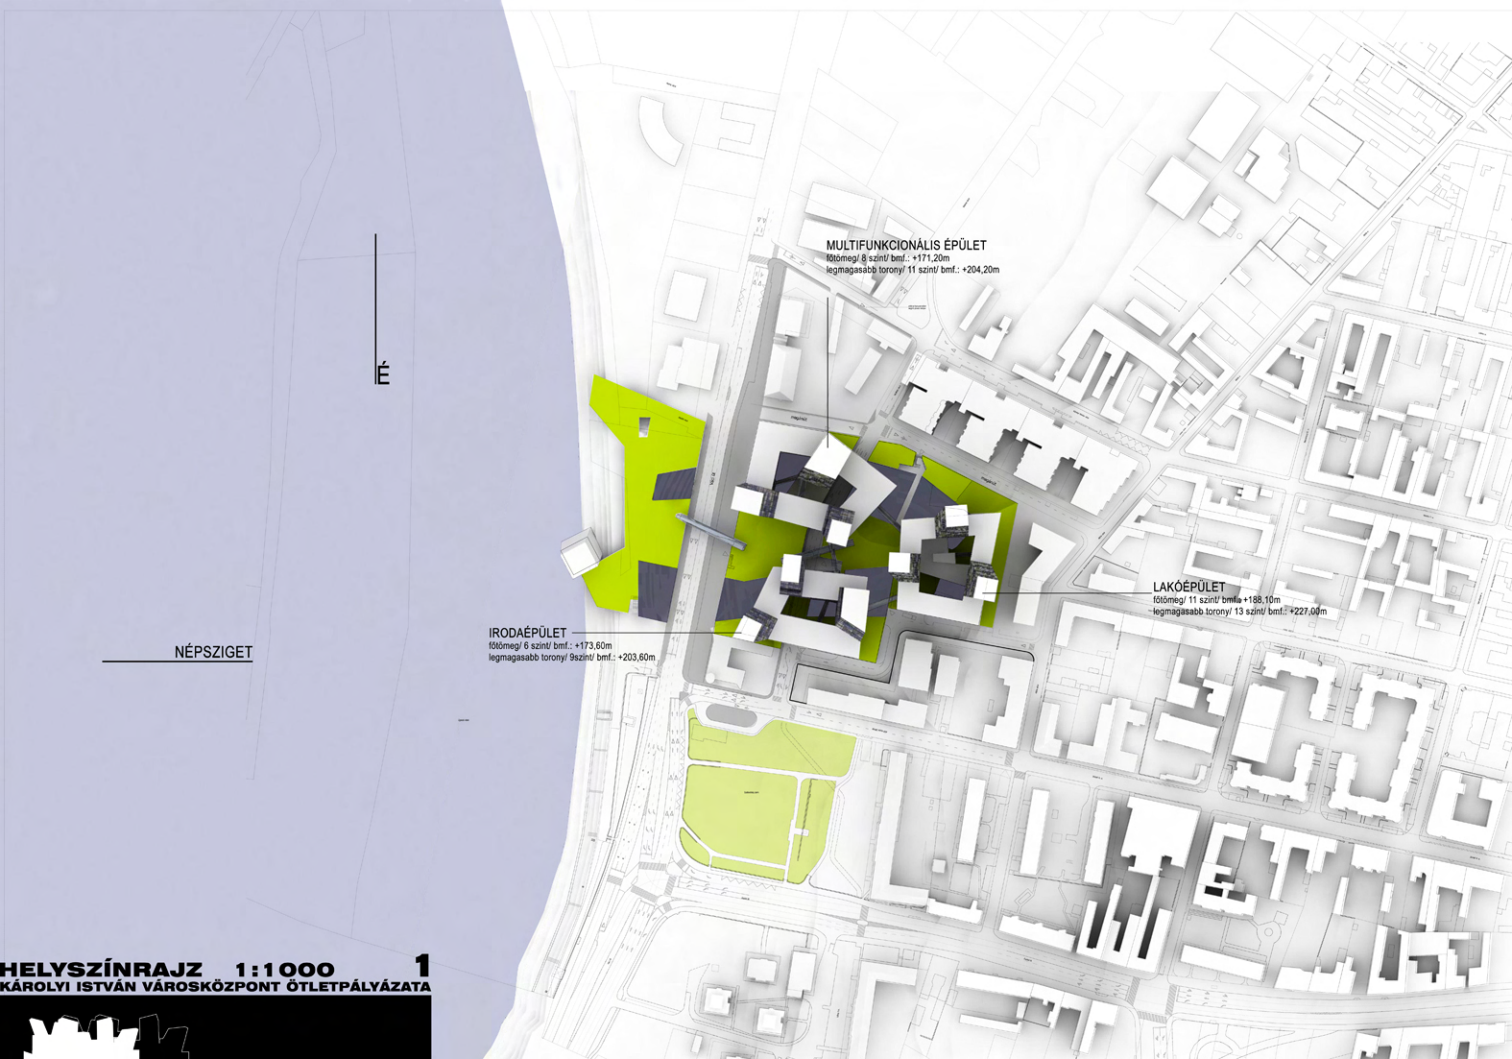 MULTIFUNKCIONÁLIS ÉPÜLET
főtömeg/ 8 szint/ bmf.: +171,20m
legmagasabb torony/ 11 szint/ bmf.: +204,20m
É
LAKÓÉPÜLET
főtömeg/ 11 szint/ bmf.: +188,10m
legmagasabb torony/ 13 szint/ bmf.: +227,00m
IRODAÉPÜLET
főtömeg/ 6 szint/ bmf.: +173,60m
legmagasabb torony/ 9szint/ bmf.: +203,60m
NÉPSZIGET
HELYSZÍNRAJZ 1:1000 1
KÁROLYI ISTVÁN VÁROSKÖZPONT ÖTLETPÁLYÁZATA